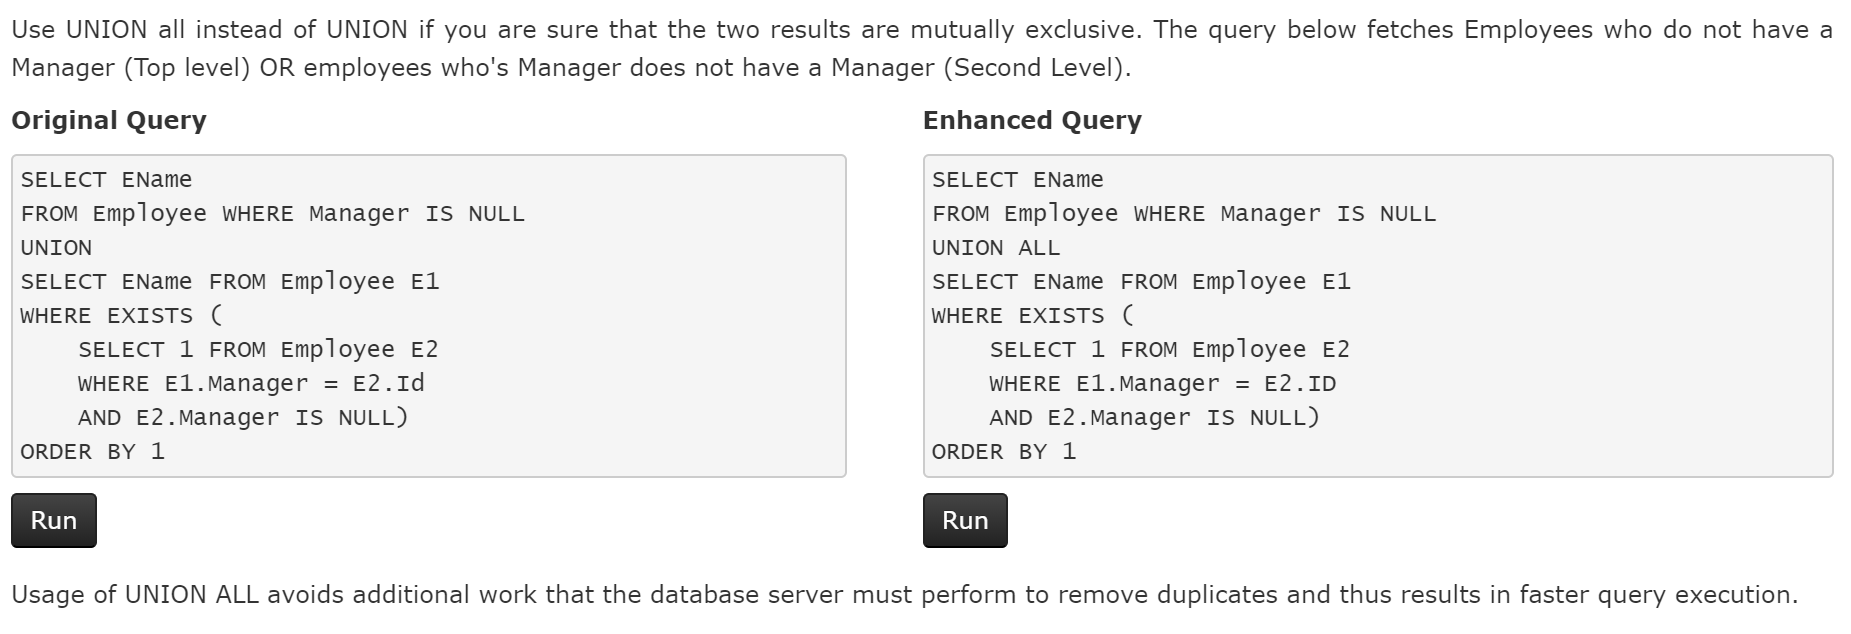 Use UNION all instead of UNION if you are sure that the two results are mutually exclusive. The query below fetches Employees who do not have a
Manager (Top level) OR employees who's Manager does not have a Manager (Second Level).
Original Query
SELECT EName
FROM Employee WHERE Manager IS NULL
UNION
SELECT EName FROM Employee E1
WHERE EXISTS (
    SELECT 1 FROM Employee E2
    WHERE E1.Manager = E2.Id
    AND E2.Manager IS NULL)
ORDER BY 1
Run
Enhanced Query
SELECT EName
FROM Employee WHERE Manager IS NULL
UNION ALL
SELECT EName FROM Employee E1
WHERE EXISTS (
    SELECT 1 FROM Employee E2
    WHERE E1.Manager = E2.ID
    AND E2.Manager IS NULL)
ORDER BY 1
Run
Usage of UNION ALL avoids additional work that the database server must perform to remove duplicates and thus results in faster query execution.